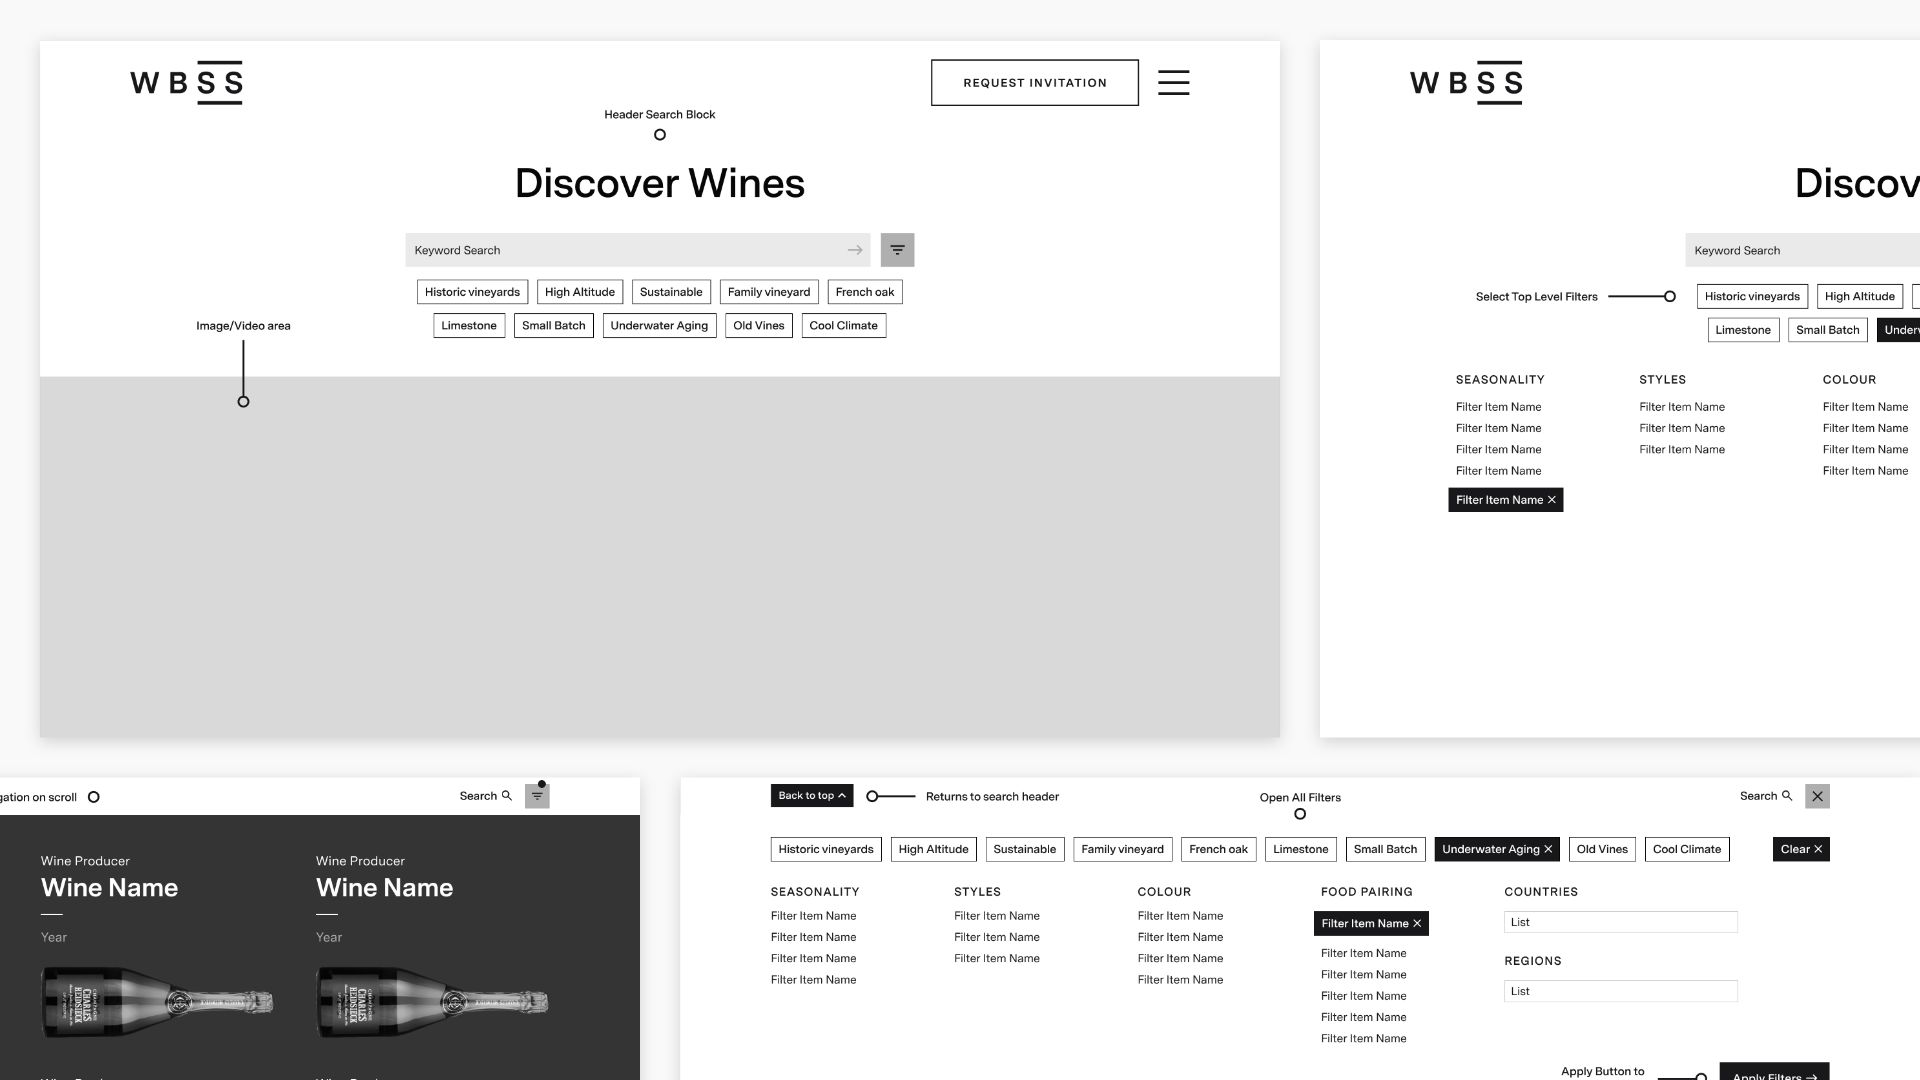 WBSS
REQUEST INVITATION
Header Search Block
Discover Wines
Keyword Search
Historic vineyards High Altitude Sustainable Family vineyard French oak
Limestone Small Batch Underwater Aging Old Vines Cool Climate
Image/Video area
WBSS
Discov
Keyword Search
Select Top Level Filters
Historic vineyards High Altitude
Limestone Small Batch Underw
SEASONALITY STYLES COLOUR
Filter Item Name Filter Item Name Filter Item Name
Filter Item Name Filter Item Name Filter Item Name
Filter Item Name Filter Item Name Filter Item Name
Filter Item Name Filter Item Name
Filter Item Name
gation on scroll
Search
Wine Producer Wine Producer
Wine Name Wine Name
Year Year
CHARLES
HEIDSIECK
CHARLES
HEIDSIECK
Back to top
Returns to search header
Open All Filters
Search
Historic vineyards High Altitude Sustainable Family vineyard French oak Limestone Small Batch Underwater Aging Old Vines Cool Climate Clear
SEASONALITY STYLES COLOUR FOOD PAIRING COUNTRIES
Filter Item Name Filter Item Name Filter Item Name Filter Item Name List
Filter Item Name Filter Item Name Filter Item Name Filter Item Name
Filter Item Name Filter Item Name Filter Item Name Filter Item Name REGIONS
Filter Item Name Filter Item Name Filter Item Name List
Filter Item Name
Filter Item Name
Apply Button to
Apply Filters